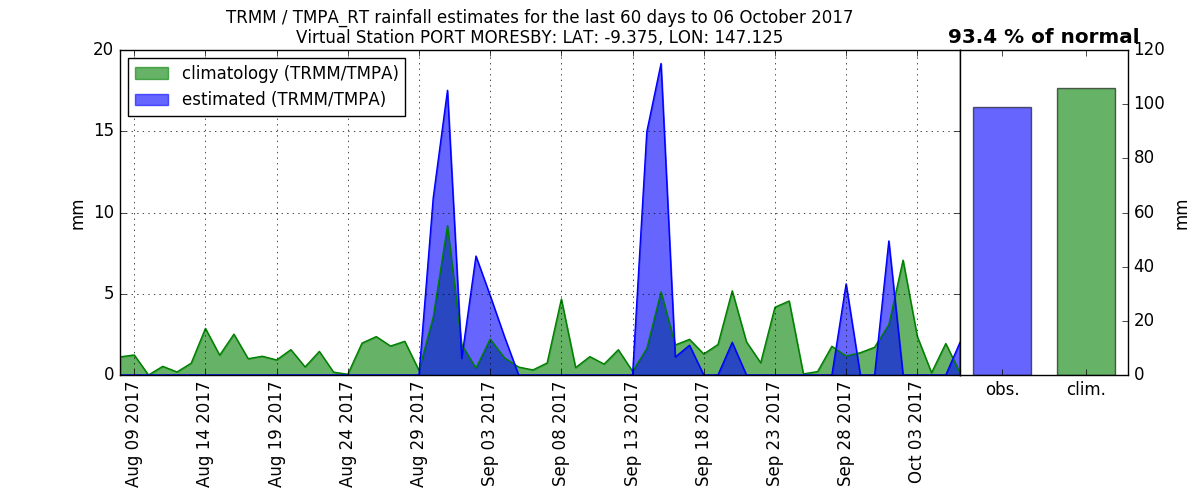 TRMM / TMPA_RT rainfall estimates for the last 60 days to 06 October 2017
Virtual Station PORT MORESBY: LAT: -9.375, LON: 147.125
93.4 % of normal
climatology (TRMM/TMPA)
estimated (TRMM/TMPA)
20
15
10
5
0
mm
120
100
80
60
40
20
0
mm
obs.
clim.
Aug 09 2017
Aug 14 2017
Aug 19 2017
Aug 24 2017
Aug 29 2017
Sep 03 2017
Sep 08 2017
Sep 13 2017
Sep 18 2017
Sep 23 2017
Sep 28 2017
Oct 03 2017